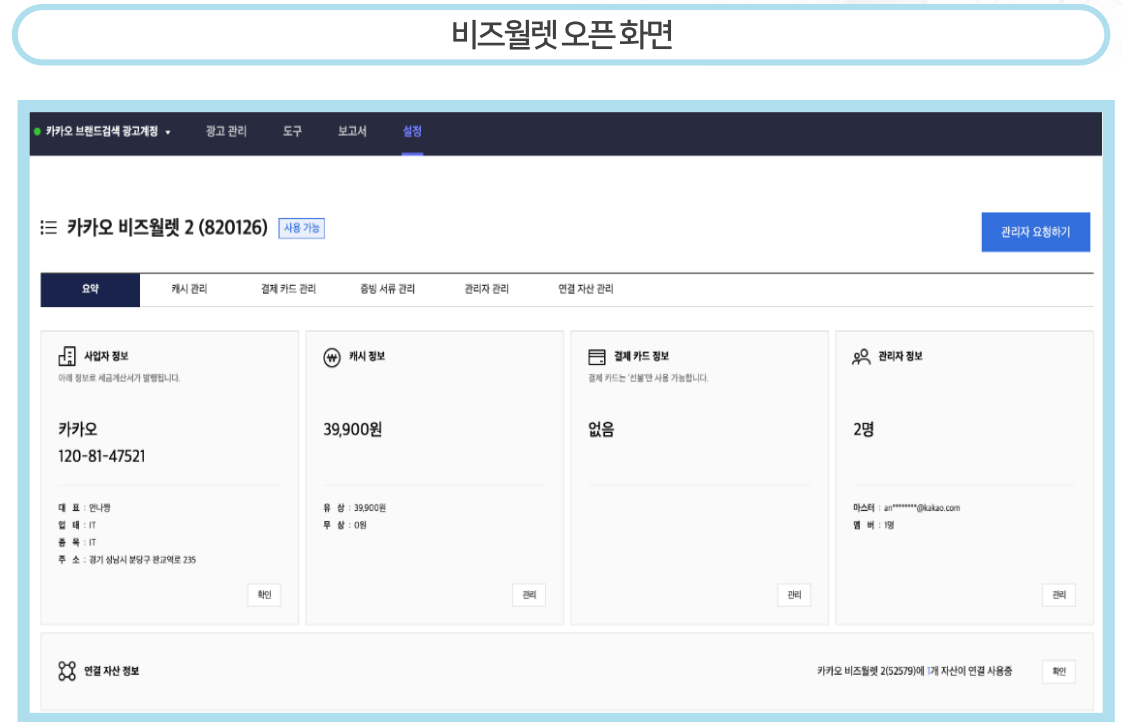 비즈월렛 오픈 화면
카카오 브랜드검색 광고계정 광고 관리 도구 보고서 설정
카카오 비즈월렛 2 (820126) 사용 가능
관리자 요청하기
요약 캐시 관리 결제 카드 관리 증빙 서류 관리 관리자 관리 연결 자산 관리
사업자 정보
아래 정보로 세금계산서가 발행됩니다.
카카오
120-81-47521
대 표 : 안나짱
업 태 : IT
종 목 : IT
주 소 : 경기 성남시 분당구 판교역로 235
확인
캐시 정보
39,900원
유 상 : 39,900원
무 상 : 0원
관리
결제 카드 정보
결제 카드는 '선불'만 사용 가능합니다.
없음
관리
관리자 정보
2명
마스터 : an********@kakao.com
멤 버 : 1명
관리
연결 자산 정보
카카오 비즈월렛 2(52579)에 1개 자산이 연결 사용중
확인